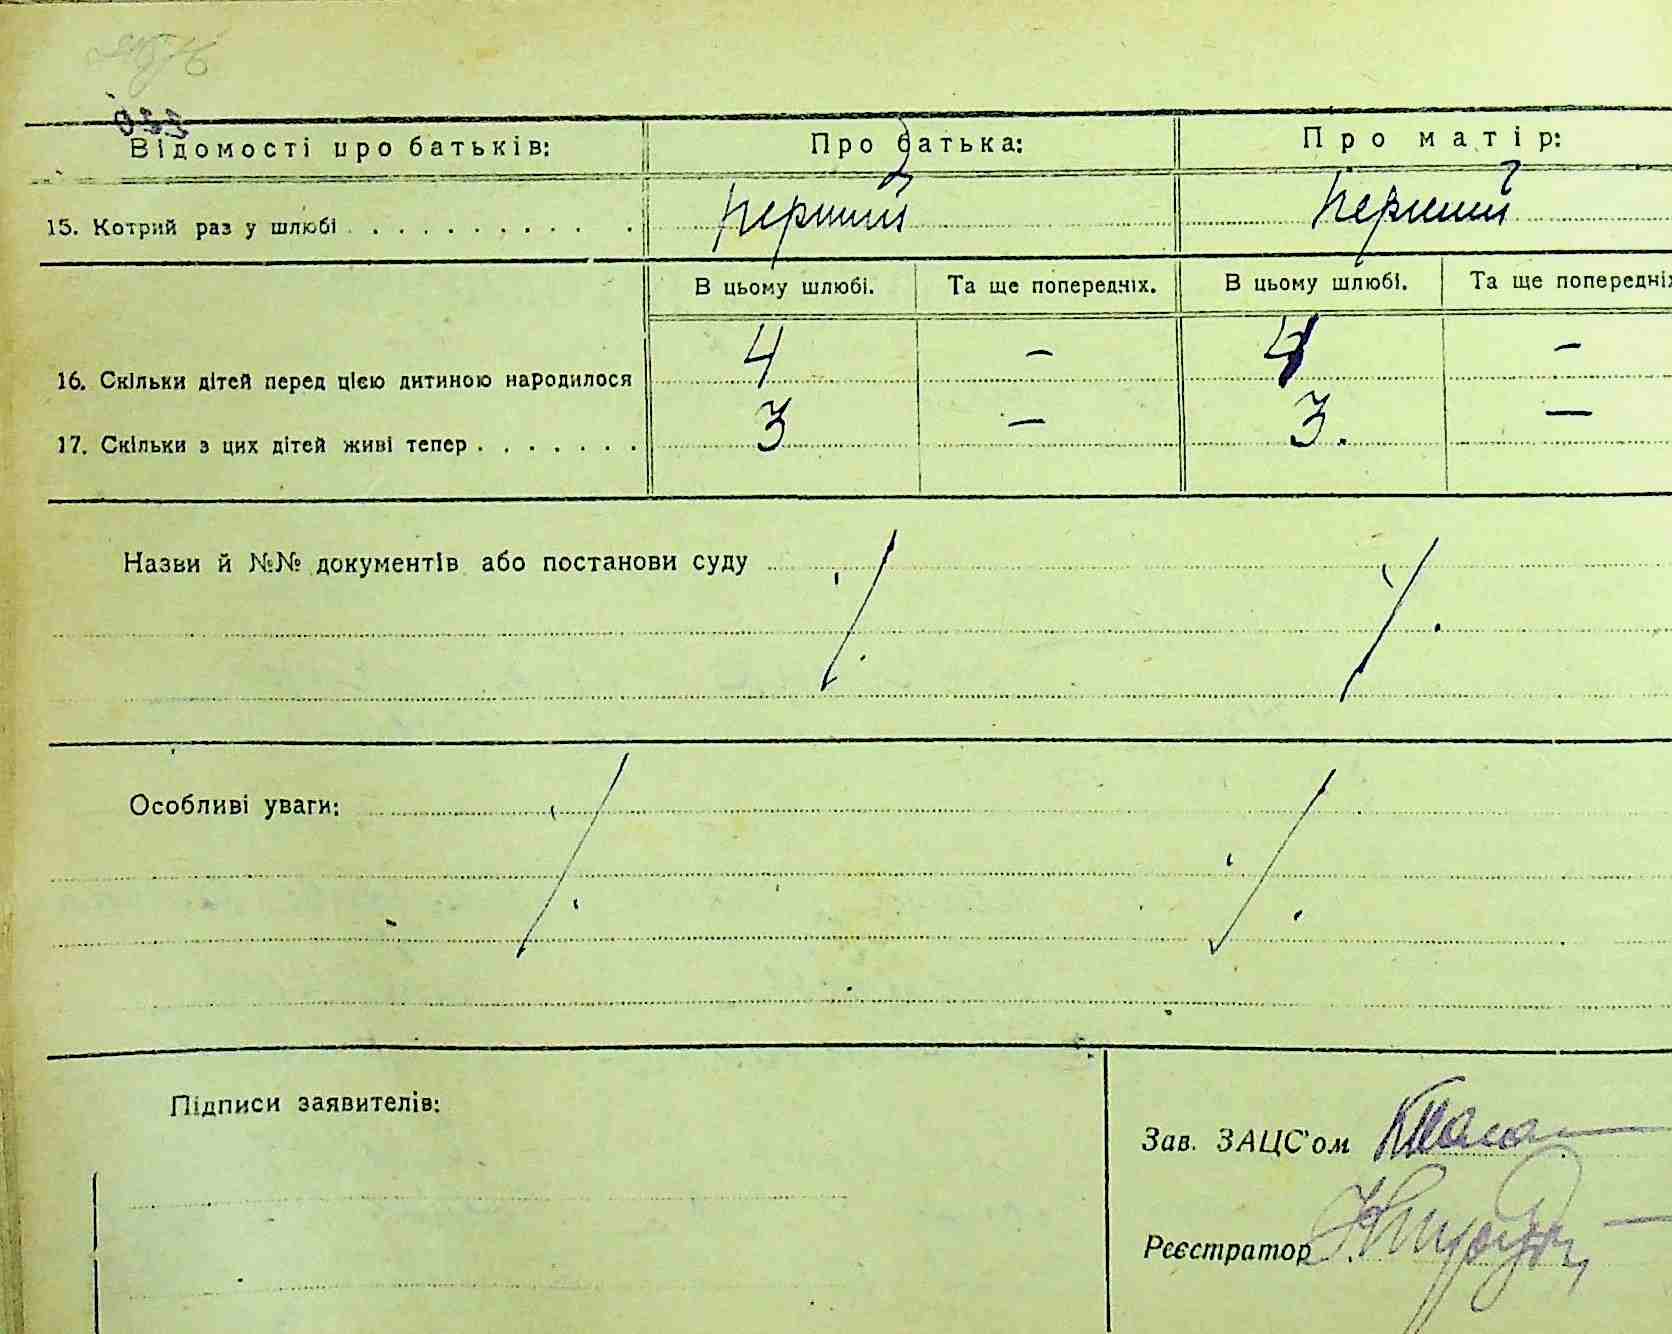 Відомості про батьків: Про батька: Про матір:
15. Котрий раз у шлюбі . . . . . . . . . . перший перший
В цьому шлюбі. Та ще попередніх. В цьому шлюбі. Та ще попередніх
16. Скільки дітей перед цією дитиною народилося 4 – 4 –
17. Скільки з цих дітей живі тепер . . . . . . . 3 – 3. –
Назви й №№ документів або постанови суду
Особливі уваги:
Підписи заявителів:
Зав. ЗАЦС'ом
Реєстратор